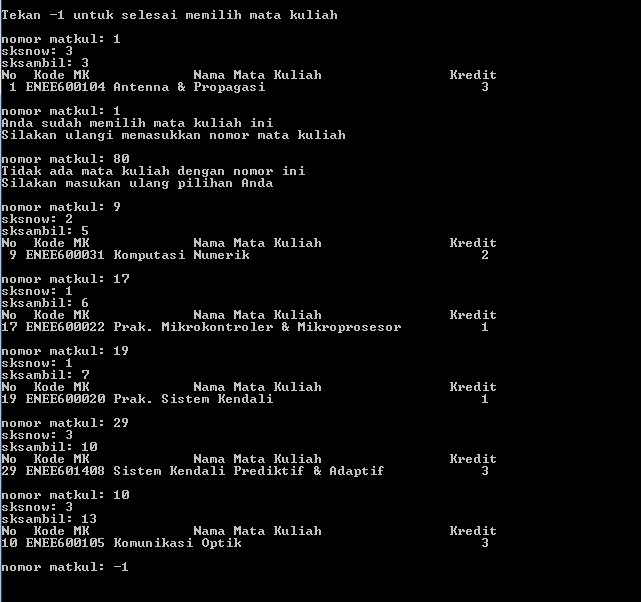 Tekan -1 untuk selesai memilih mata kuliah
nomor matkul: 1
sksnow: 3
sksambil: 3
No  Kode MK             Nama Mata Kuliah                Kredit
 1 ENEE600104 Antenna & Propagasi                           3
nomor matkul: 1
Anda sudah memilih mata kuliah ini
Silakan ulangi memasukkan nomor mata kuliah
nomor matkul: 80
Tidak ada mata kuliah dengan nomor ini
Silakan masukan ulang pilihan Anda
nomor matkul: 9
sksnow: 2
sksambil: 5
No  Kode MK             Nama Mata Kuliah                Kredit
 9 ENEE600031 Komputasi Numerik                             2
nomor matkul: 17
sksnow: 1
sksambil: 6
No  Kode MK             Nama Mata Kuliah                Kredit
17 ENEE600022 Prak. Mikrokontroler & Mikroprosesor          1
nomor matkul: 19
sksnow: 1
sksambil: 7
No  Kode MK             Nama Mata Kuliah                Kredit
19 ENEE600020 Prak. Sistem Kendali                          1
nomor matkul: 29
sksnow: 3
sksambil: 10
No  Kode MK             Nama Mata Kuliah                Kredit
29 ENEE601408 Sistem Kendali Prediktif & Adaptif            3
nomor matkul: 10
sksnow: 3
sksambil: 13
No  Kode MK             Nama Mata Kuliah                Kredit
10 ENEE600105 Komunikasi Optik                              3
nomor matkul: -1